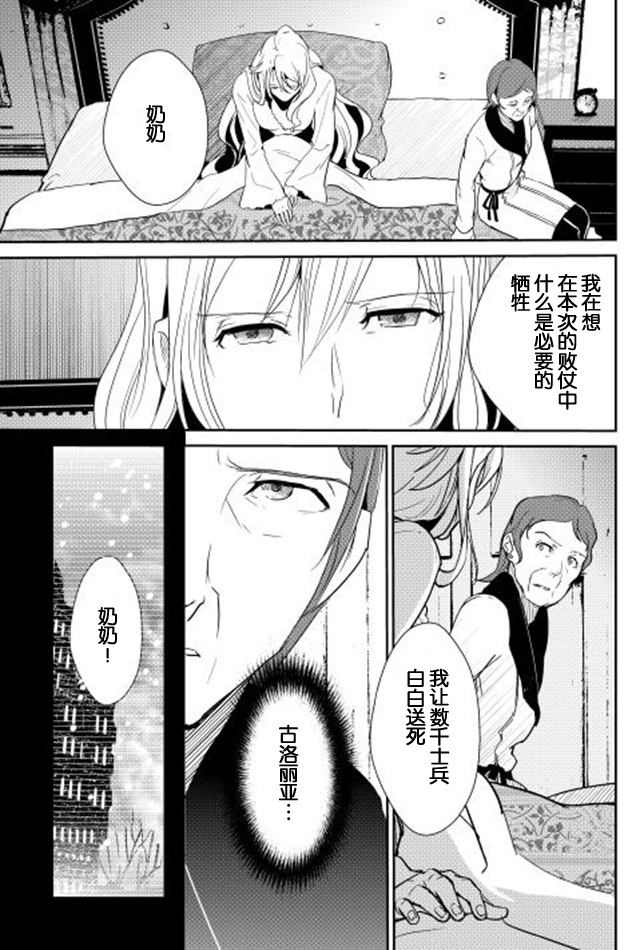 奶奶
我在想
在本次的败仗中
什么是必要的
牺牲
我让数千士兵
白白送死
古洛丽亚…
奶奶！